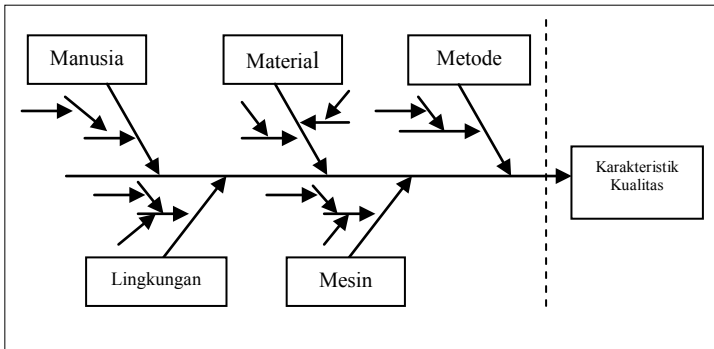 Manusia
Material
Metode
Karakteristik
Kualitas
Lingkungan
Mesin